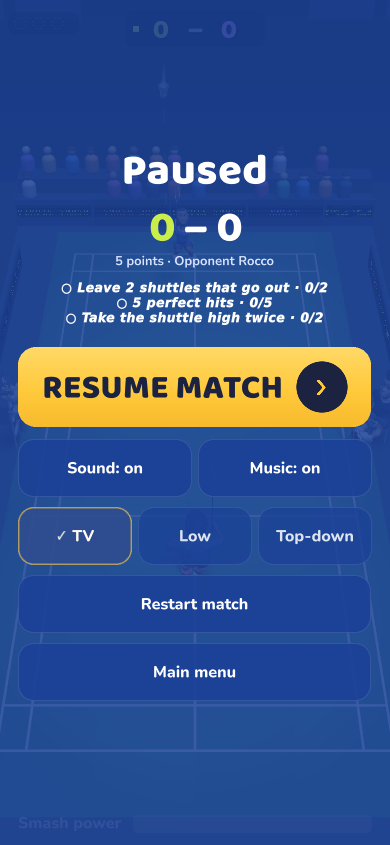 0 – 0
Paused
0 – 0
5 points · Opponent Rocco
Leave 2 shuttles that go out · 0/2
5 perfect hits · 0/5
Take the shuttle high twice · 0/2
RESUME MATCH
Sound: on
Music: on
✓ TV
Low
Top-down
Restart match
Main menu
Smash power